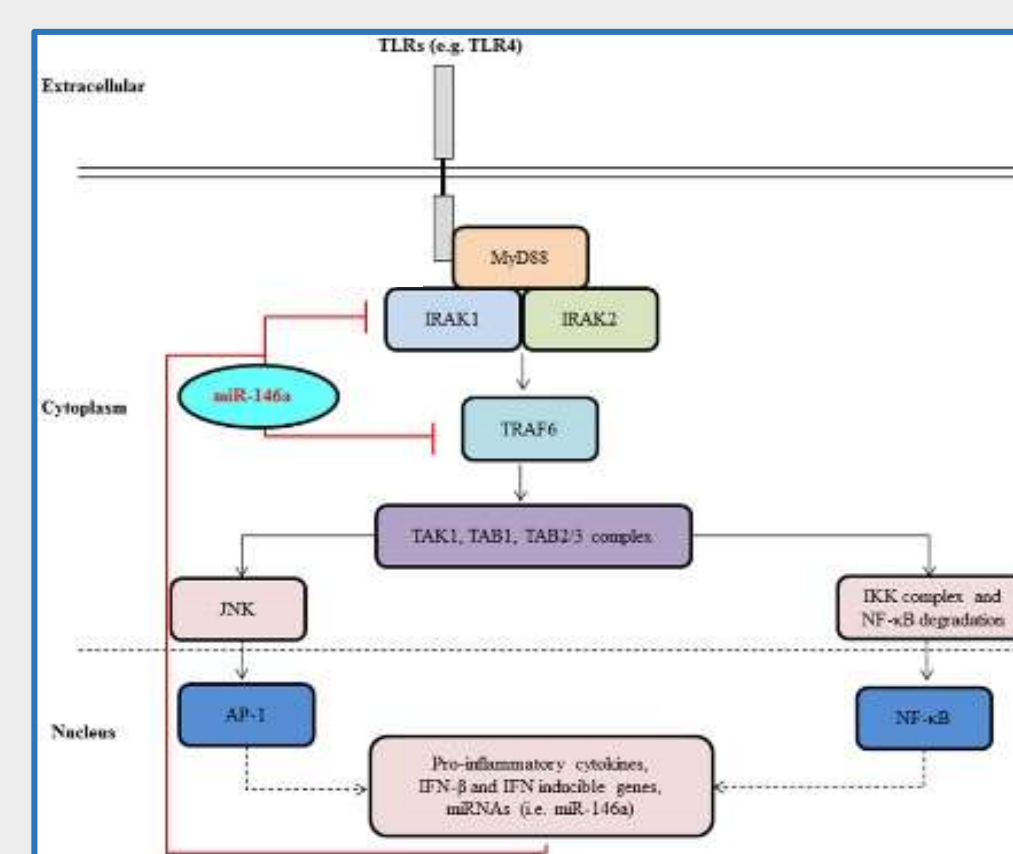 TLRs (e.g. TLR4)
Extracellular
MyD88
IRAK1
IRAK2
miR-146a
Cytoplasm
TRAF6
TAK1, TAB1, TAB2/3 complex
JNK
IKK complex and
NF-κB degradation
AP-1
NF-κB
Nucleus
Pro-inflammatory cytokines,
IFN-β and IFN inducible genes,
miRNAs (i.e. miR-146a)